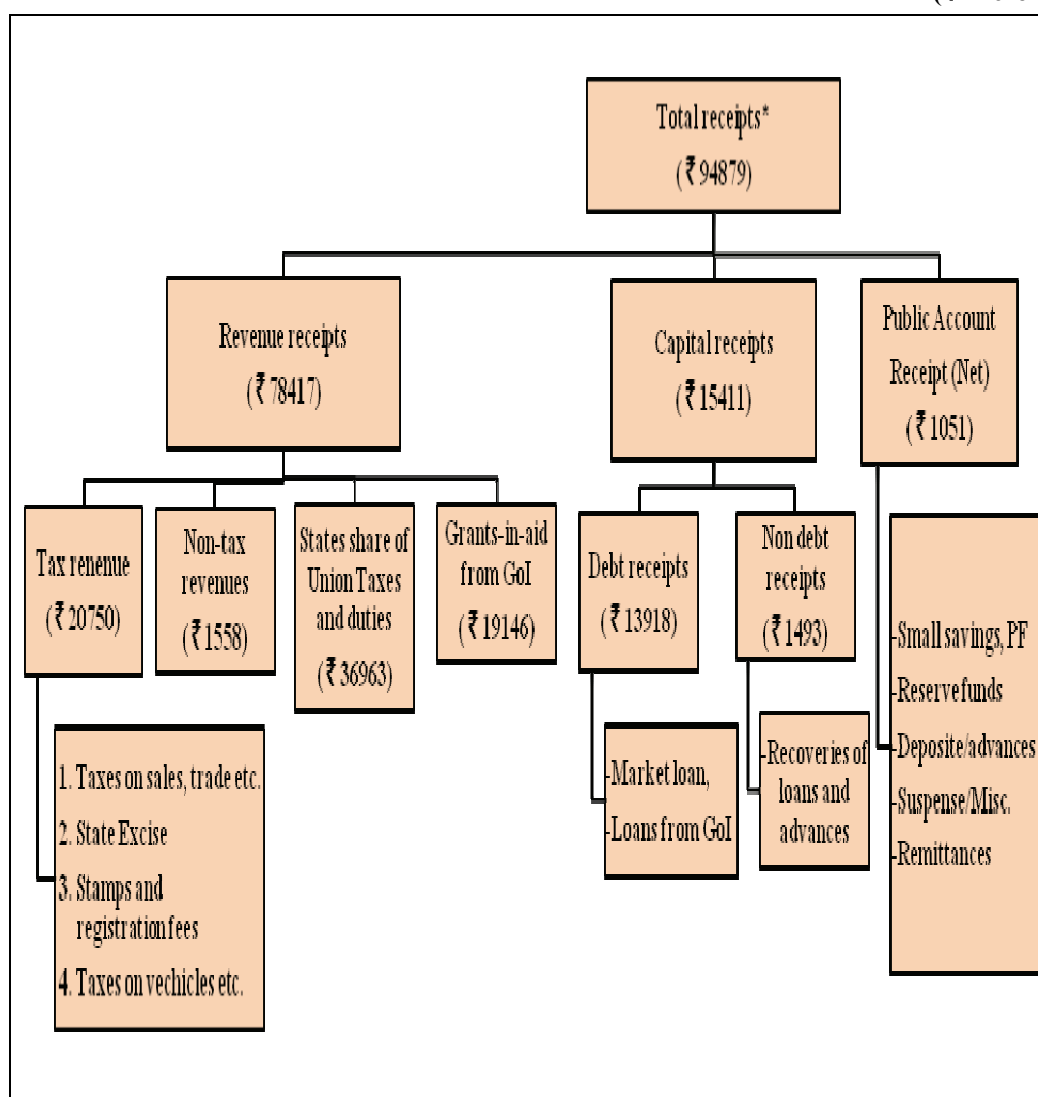 Total receipts*
(₹ 94879)
Revenue receipts
(₹ 78417)
Capital receipts
(₹ 15411)
Public Account
Receipt (Net)
(₹ 1051)
Tax renenue
(₹ 20750)
Non-tax
revenues
(₹ 1558)
States share of
Union Taxes
and duties
(₹ 36963)
Grants-in-aid
from GoI
(₹ 19146)
Debt receipts
(₹ 13918)
Non debt
receipts
(₹ 1493)
1. Taxes on sales, trade etc.
2. State Excise
3. Stamps and
registration fees
4. Taxes on vechicles etc.
-Market loan,
-Loans from GoI
-Recoveries of
loans and
advances
-Small savings, PF
-Reserve funds
-Deposite/advances
-Suspense/Misc.
-Remittances